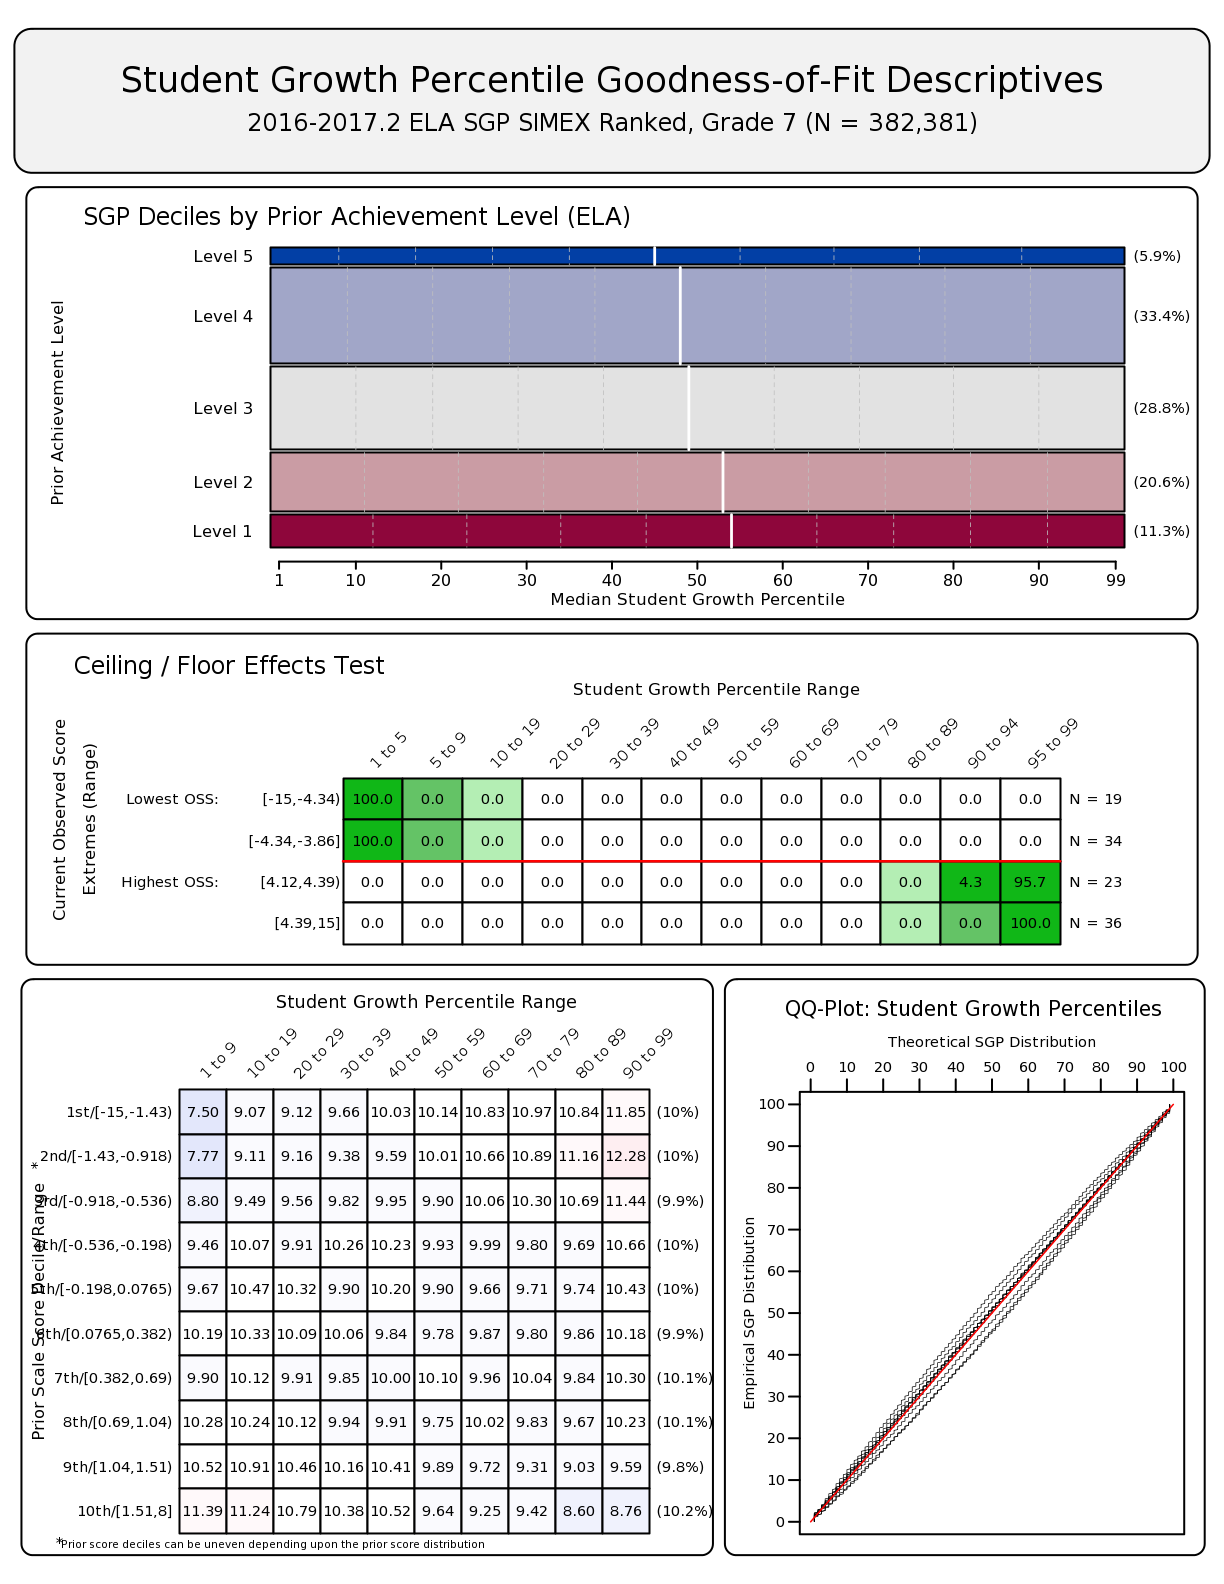 Student Growth Percentile Goodness-of-Fit Descriptives
2016-2017.2 ELA SGP SIMEX Ranked, Grade 7 (N = 382,381)
SGP Deciles by Prior Achievement Level (ELA)
Prior Achievement Level
Level 5 (5.9%)
Level 4 (33.4%)
Level 3 (28.8%)
Level 2 (20.6%)
Level 1 (11.3%)
1 10 20 30 40 50 60 70 80 90 99
Median Student Growth Percentile
Ceiling / Floor Effects Test
Student Growth Percentile Range
Current Observed Score
Extremes (Range)
1 to 5 5 to 9 10 to 19 20 to 29 30 to 39 40 to 49 50 to 59 60 to 69 70 to 79 80 to 89 90 to 94 95 to 99
Lowest OSS: [-15,-4.34) 100.0 0.0 0.0 0.0 0.0 0.0 0.0 0.0 0.0 0.0 0.0 0.0 N = 19
[-4.34,-3.86] 100.0 0.0 0.0 0.0 0.0 0.0 0.0 0.0 0.0 0.0 0.0 0.0 N = 34
Highest OSS: [4.12,4.39) 0.0 0.0 0.0 0.0 0.0 0.0 0.0 0.0 0.0 0.0 4.3 95.7 N = 23
[4.39,15] 0.0 0.0 0.0 0.0 0.0 0.0 0.0 0.0 0.0 0.0 0.0 100.0 N = 36
Student Growth Percentile Range
Prior Scale Score Decile/Range *
1 to 9 10 to 19 20 to 29 30 to 39 40 to 49 50 to 59 60 to 69 70 to 79 80 to 89 90 to 99
1st/[-15,-1.43) 7.50 9.07 9.12 9.66 10.03 10.14 10.83 10.97 10.84 11.85 (10%)
2nd/[-1.43,-0.918) 7.77 9.11 9.16 9.38 9.59 10.01 10.66 10.89 11.16 12.28 (10%)
3rd/[-0.918,-0.536) 8.80 9.49 9.56 9.82 9.95 9.90 10.06 10.30 10.69 11.44 (9.9%)
4th/[-0.536,-0.198) 9.46 10.07 9.91 10.26 10.23 9.93 9.99 9.80 9.69 10.66 (10%)
5th/[-0.198,0.0765) 9.67 10.47 10.32 9.90 10.20 9.90 9.66 9.71 9.74 10.43 (10%)
6th/[0.0765,0.382) 10.19 10.33 10.09 10.06 9.84 9.78 9.87 9.80 9.86 10.18 (9.9%)
7th/[0.382,0.69) 9.90 10.12 9.91 9.85 10.00 10.10 9.96 10.04 9.84 10.30 (10.1%)
8th/[0.69,1.04) 10.28 10.24 10.12 9.94 9.91 9.75 10.02 9.83 9.67 10.23 (10.1%)
9th/[1.04,1.51) 10.52 10.91 10.46 10.16 10.41 9.89 9.72 9.31 9.03 9.59 (9.8%)
10th/[1.51,8] 11.39 11.24 10.79 10.38 10.52 9.64 9.25 9.42 8.60 8.76 (10.2%)
*Prior score deciles can be uneven depending upon the prior score distribution
QQ-Plot: Student Growth Percentiles
Theoretical SGP Distribution
0 10 20 30 40 50 60 70 80 90 100
Empirical SGP Distribution
100
90
80
70
60
50
40
30
20
10
0